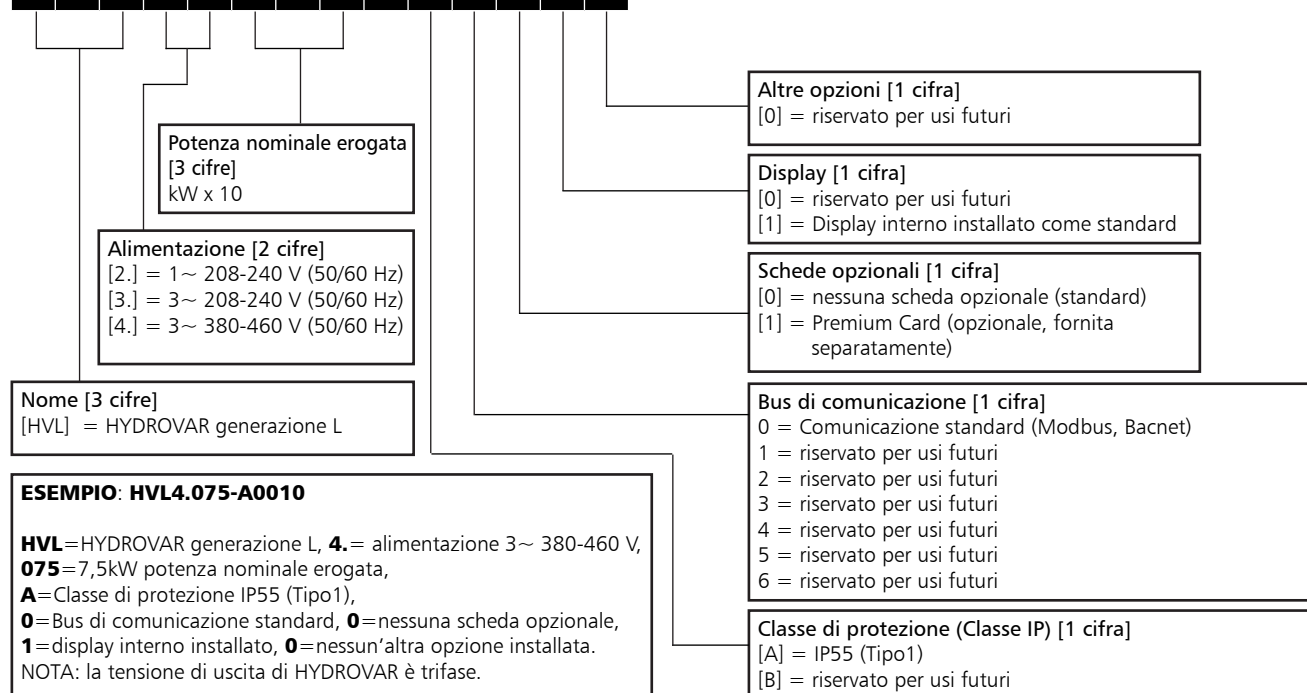 Potenza nominale erogata
[3 cifre]
kW x 10
Alimentazione [2 cifre]
[2.] = 1~ 208-240 V (50/60 Hz)
[3.] = 3~ 208-240 V (50/60 Hz)
[4.] = 3~ 380-460 V (50/60 Hz)
Nome [3 cifre]
[HVL]  = HYDROVAR generazione L
ESEMPIO: HVL4.075-A0010
HVL=HYDROVAR generazione L, 4.= alimentazione 3~ 380-460 V,
075=7,5kW potenza nominale erogata,
A=Classe di protezione IP55 (Tipo1),
0=Bus di comunicazione standard, 0=nessuna scheda opzionale,
1=display interno installato, 0=nessun'altra opzione installata.
NOTA: la tensione di uscita di HYDROVAR è trifase.
Altre opzioni [1 cifra]
[0] = riservato per usi futuri
Display [1 cifra]
[0] = riservato per usi futuri
[1] = Display interno installato come standard
Schede opzionali [1 cifra]
[0] = nessuna scheda opzionale (standard)
[1] = Premium Card (opzionale, fornita
separatamente)
Bus di comunicazione [1 cifra]
0 = Comunicazione standard (Modbus, Bacnet)
1 = riservato per usi futuri
2 = riservato per usi futuri
3 = riservato per usi futuri
4 = riservato per usi futuri
5 = riservato per usi futuri
6 = riservato per usi futuri
Classe di protezione (Classe IP) [1 cifra]
[A] = IP55 (Tipo1)
[B] = riservato per usi futuri